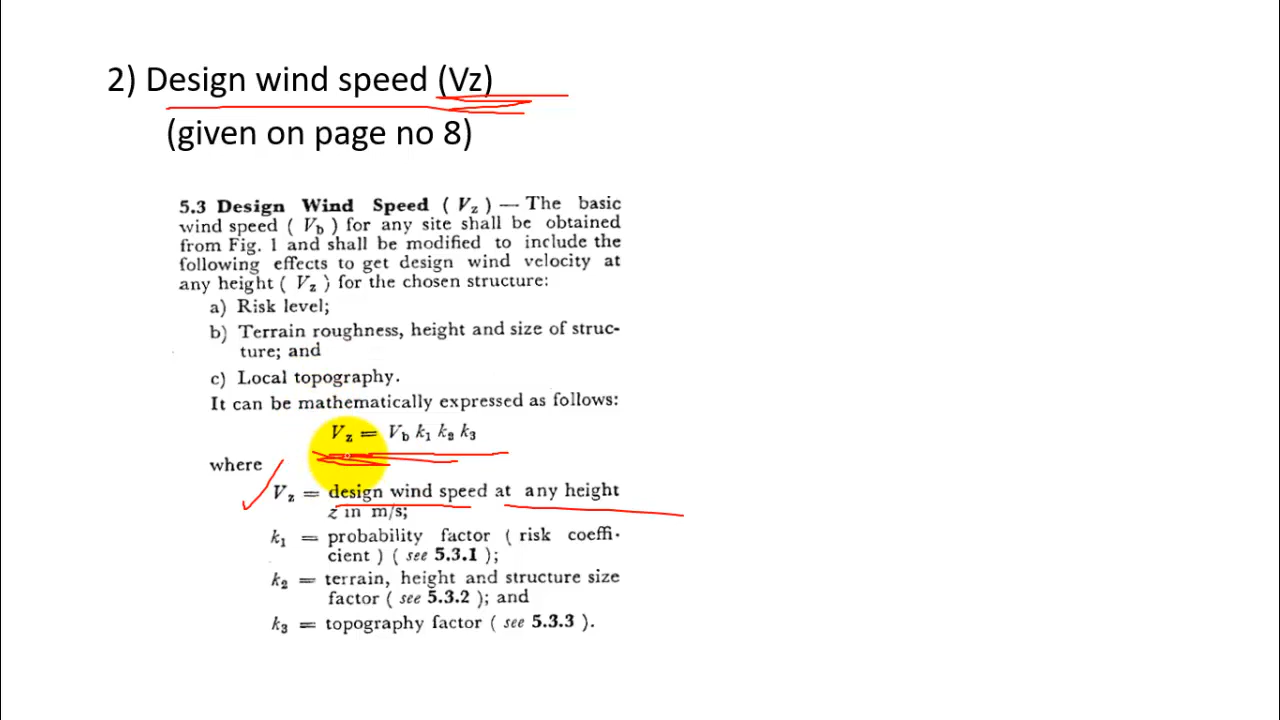 2) Design wind speed (Vz)
(given on page no 8)
5.3 Design Wind Speed ( Vz ) — The basic
wind speed ( Vb ) for any site shall be obtained
from Fig. 1 and shall be modified to include the
following effects to get design wind velocity at
any height ( Vz ) for the chosen structure:
a) Risk level;
b) Terrain roughness, height and size of struc-
ture; and
c) Local topography.
It can be mathematically expressed as follows:
Vz = Vb k1 k2 k3
where
Vz = design wind speed at any height
z in m/s;
k1 = probability factor ( risk coeffi-
cient ) ( see 5.3.1 );
k2 = terrain, height and structure size
factor ( see 5.3.2 ); and
k3 = topography factor ( see 5.3.3 ).